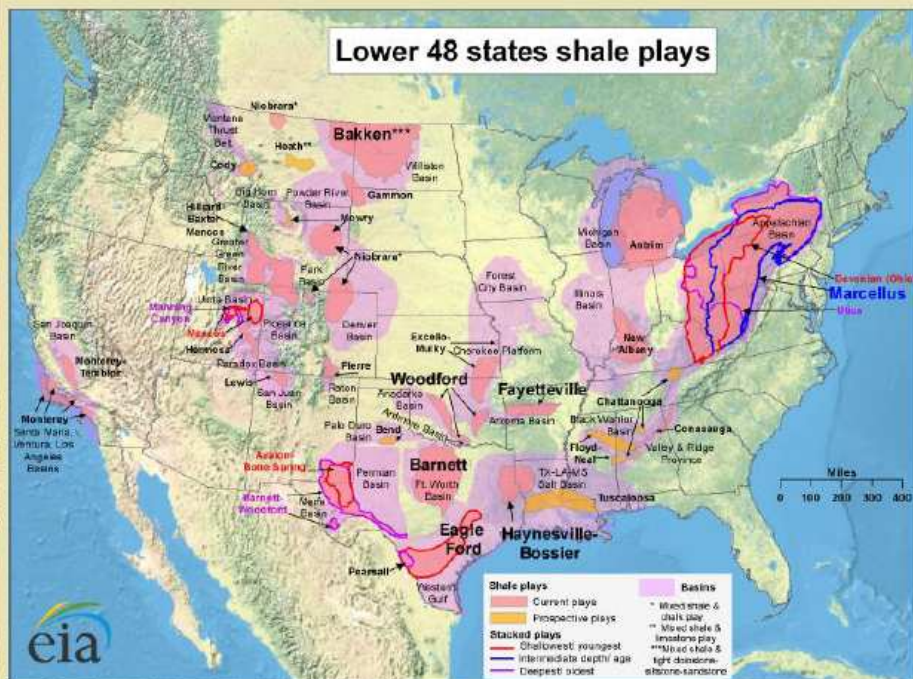 Lower 48 states shale plays
Niobrara*
Montana
Thrust
Belt
Cody
Heath**
Bakken***
Williston
Basin
Big Horn
Basin
Powder River
Basin
Gammon
Mowry
Hilliard-
Baxter-
Mancos
Greater
Green
River
Basin
Park
Basin
Niobrara*
Uinta Basin
Manning
Canyon
Mancos
Hermosa
Piceance
Basin
Denver
Basin
Paradox Basin
Pierre
Lewis
San Juan
Basin
Raton
Basin
San Joaquin
Basin
Monterey-
Temblor
Monterey
Santa Maria,
Ventura, Los
Angeles
Basins
Forest
City Basin
Excello-
Mulky
Cherokee Platform
Woodford
Anadarko
Basin
Ardmore Basin
Palo Duro
Basin
Bend
Fayetteville
Arkoma Basin
Illinois
Basin
New
Albany
Michigan
Basin
Antrim
Appalachian
Basin
Devonian (Ohio
Marcellus
Utica
Chattanooga
Black Warrior
Basin
Conasauga
Floyd-
Neal
Valley & Ridge
Province
Avalon-
Bone Spring
Permian
Basin
Barnett
Ft. Worth
Basin
Barnett-
Woodford
Marfa
Basin
TX-LA-MS
Salt Basin
Tuscaloosa
Eagle
Ford
Haynesville-
Bossier
Pearsall
Western
Gulf
Miles
0 100 200 300 400
Shale plays
Current plays
Prospective plays
Stacked plays
Shallowest/ youngest
Intermediate depth/ age
Deepest/ oldest
Basins
* Mixed shale &
chalk play
** Mixed shale &
limestone play
***Mixed shale &
tight dolostone-
siltstone-sandstone
eia